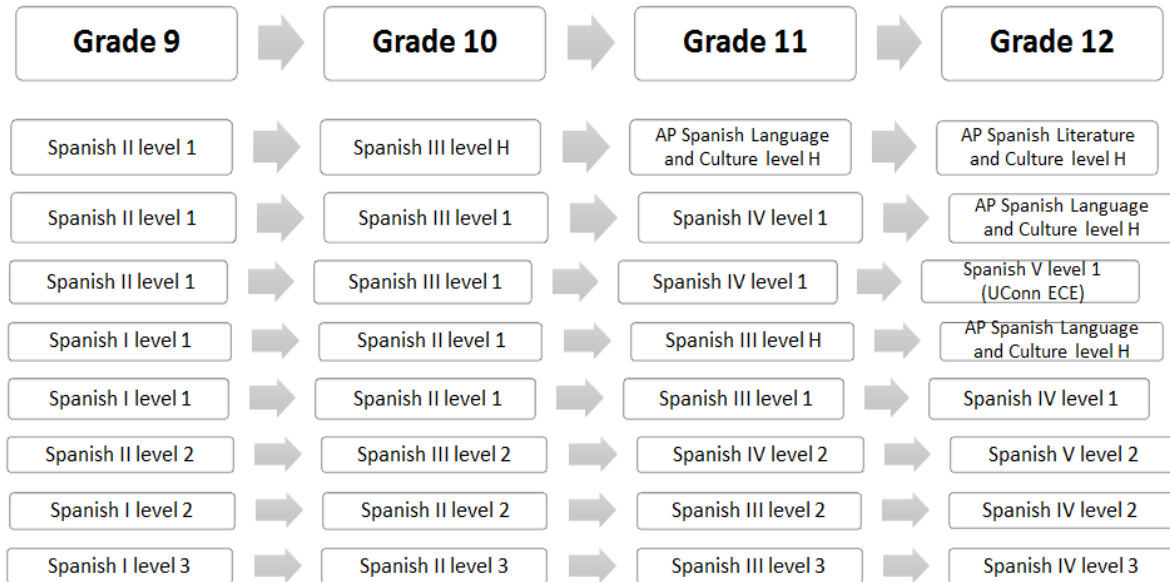 Grade 9
Grade 10
Grade 11
Grade 12
Spanish II level 1
Spanish III level H
AP Spanish Language
and Culture level H
AP Spanish Literature
and Culture level H
Spanish II level 1
Spanish III level 1
Spanish IV level 1
AP Spanish Language
and Culture level H
Spanish II level 1
Spanish III level 1
Spanish IV level 1
Spanish V level 1
(UConn ECE)
Spanish I level 1
Spanish II level 1
Spanish III level H
AP Spanish Language
and Culture level H
Spanish I level 1
Spanish II level 1
Spanish III level 1
Spanish IV level 1
Spanish II level 2
Spanish III level 2
Spanish IV level 2
Spanish V level 2
Spanish I level 2
Spanish II level 2
Spanish III level 2
Spanish IV level 2
Spanish I level 3
Spanish II level 3
Spanish III level 3
Spanish IV level 3